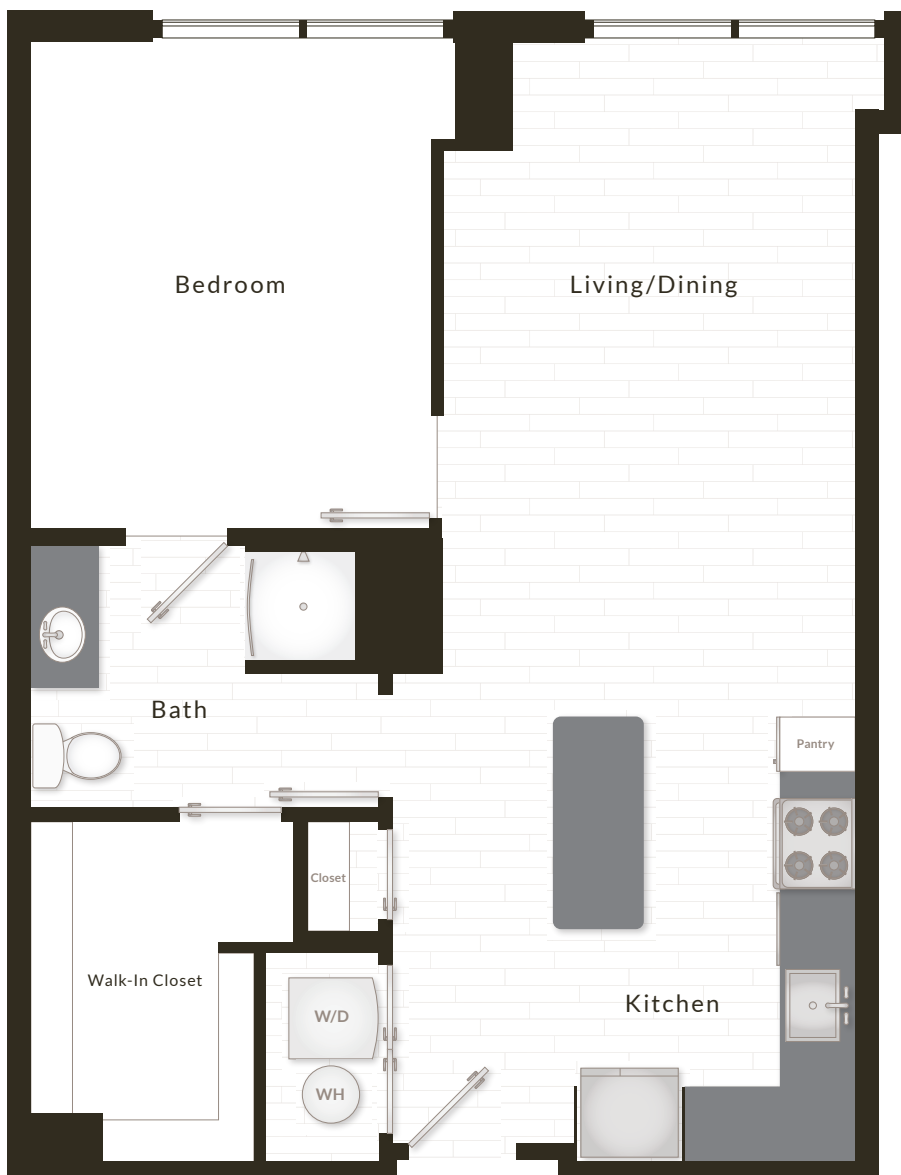 Bedroom
Living/Dining
Bath
Pantry
Closet
Walk-In Closet
Kitchen
W/D
WH